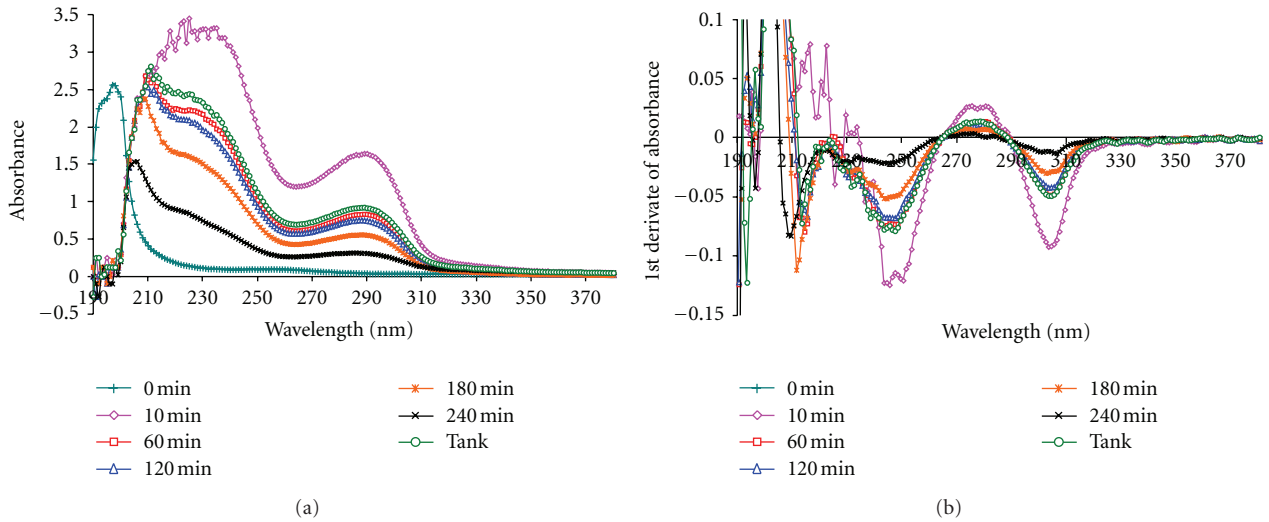 3.5
3
2.5
2
1.5
1
0.5
0
−0.5
Absorbance
190 210 230 250 270 290 310 330 350 370
Wavelength (nm)
0 min
10 min
60 min
120 min
180 min
240 min
Tank
(a)
0.1
0.05
0
−0.05
−0.1
−0.15
1st derivate of absorbance
190 210 230 250 270 290 310 330 350 370
Wavelength (nm)
0 min
10 min
60 min
120 min
180 min
240 min
Tank
(b)